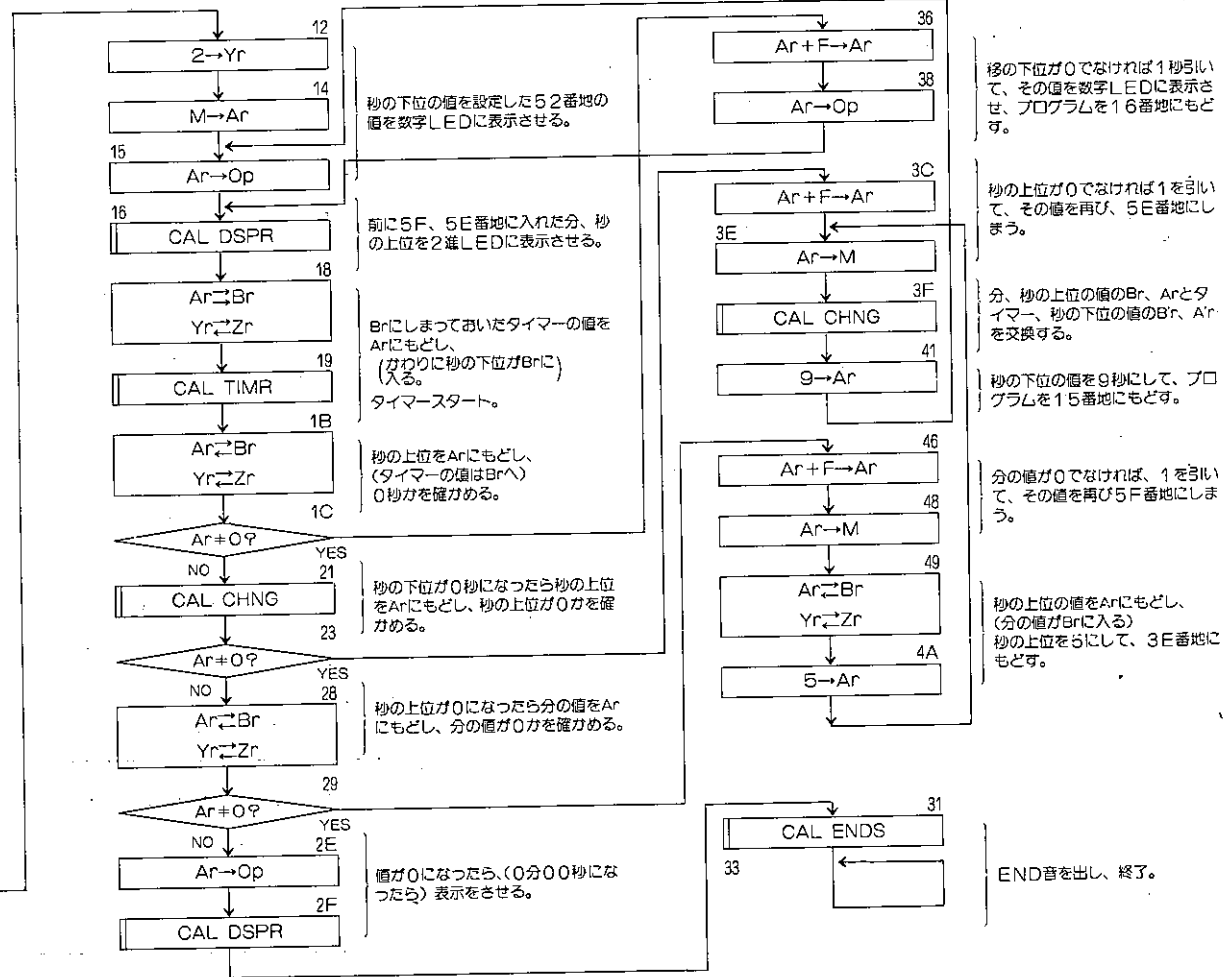 12
2→Yr
14
M→Ar
秒の下位の値を設定した52番地の
値を数字LEDに表示させる。
15
Ar→Op
16
CAL DSPR
前に5F、5E番地に入れた分、秒
の上位を2進LEDに表示させる。
18
Ar⇄Br
Yr⇄Zr
Brにしまっておいたタイマーの値を
Arにもどし、
(かわりに秒の下位がBrに
入る。)
タイマースタート。
19
CAL TIMR
1B
Ar⇄Br
Yr⇄Zr
秒の上位をArにもどし、
(タイマーの値はBrへ)
0秒かを確かめる。
1C
Ar≠0?
YES
NO
21
CAL CHNG
秒の下位が0秒になったら秒の上位
をArにもどし、秒の上位が0かを確
かめる。
23
Ar≠0?
YES
NO
28
Ar⇄Br
Yr⇄Zr
秒の上位が0になったら分の値をAr
にもどし、分の値が0かを確かめる。
29
Ar≠0?
YES
NO
2E
Ar→Op
値が0になったら、(0分00秒にな
ったら) 表示をさせる。
2F
CAL DSPR
36
Ar+F→Ar
38
Ar→Op
移の下位が0でなければ1秒引い
て、その値を数字LEDに表示さ
せ、プログラムを16番地にもど
す。
3C
Ar+F→Ar
秒の上位が0でなければ1を引い
て、その値を再び、5E番地にし
まう。
3E
Ar→M
3F
CAL CHNG
分、秒の上位の値のBr、Arとタ
イマー、秒の下位の値のB'r、A'r
を交換する。
41
9→Ar
秒の下位の値を9秒にして、プロ
グラムを15番地にもどす。
46
Ar+F→Ar
分の値が0でなければ、1を引い
て、その値を再び5F番地にしま
う。
48
Ar→M
49
Ar⇄Br
Yr⇄Zr
秒の上位の値をArにもどし、
(分の値がBrに入る)
秒の上位を5にして、3E番地に
もどす。
4A
5→Ar
31
CAL ENDS
33
END音を出し、終了。